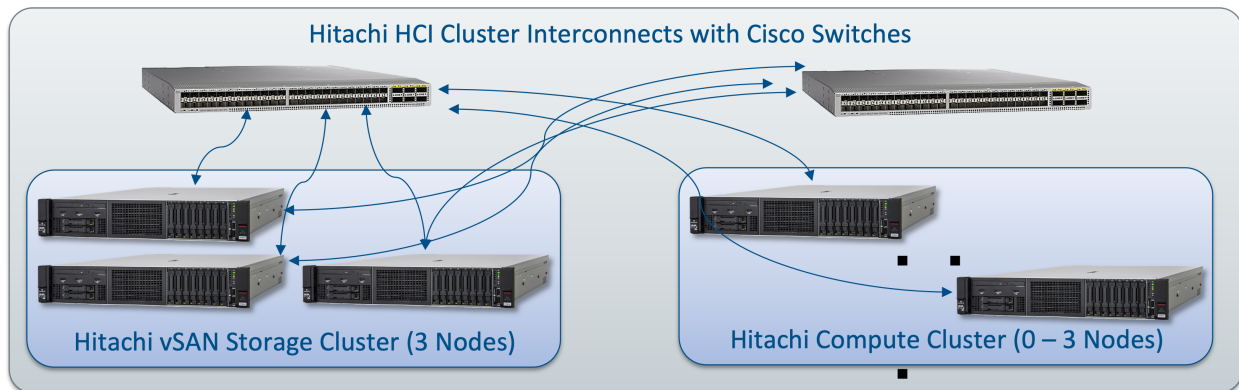 Hitachi HCI Cluster Interconnects with Cisco Switches
Hitachi vSAN Storage Cluster (3 Nodes)
Hitachi Compute Cluster (0 – 3 Nodes)